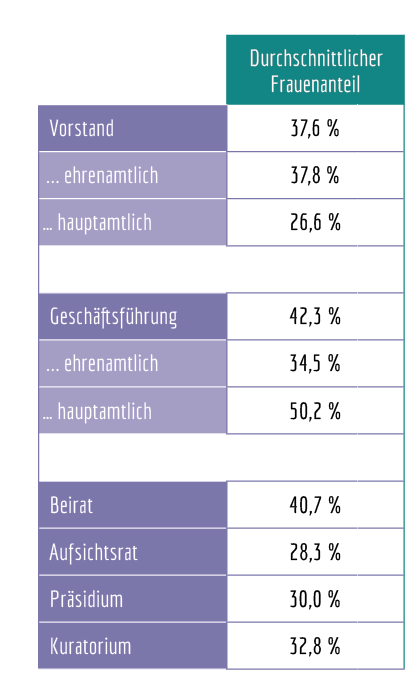 Durchschnittlicher
Frauenanteil
Vorstand 37,6 %
... ehrenamtlich 37,8 %
... hauptamtlich 26,6 %
Geschäftsführung 42,3 %
... ehrenamtlich 34,5 %
... hauptamtlich 50,2 %
Beirat 40,7 %
Aufsichtsrat 28,3 %
Präsidium 30,0 %
Kuratorium 32,8 %